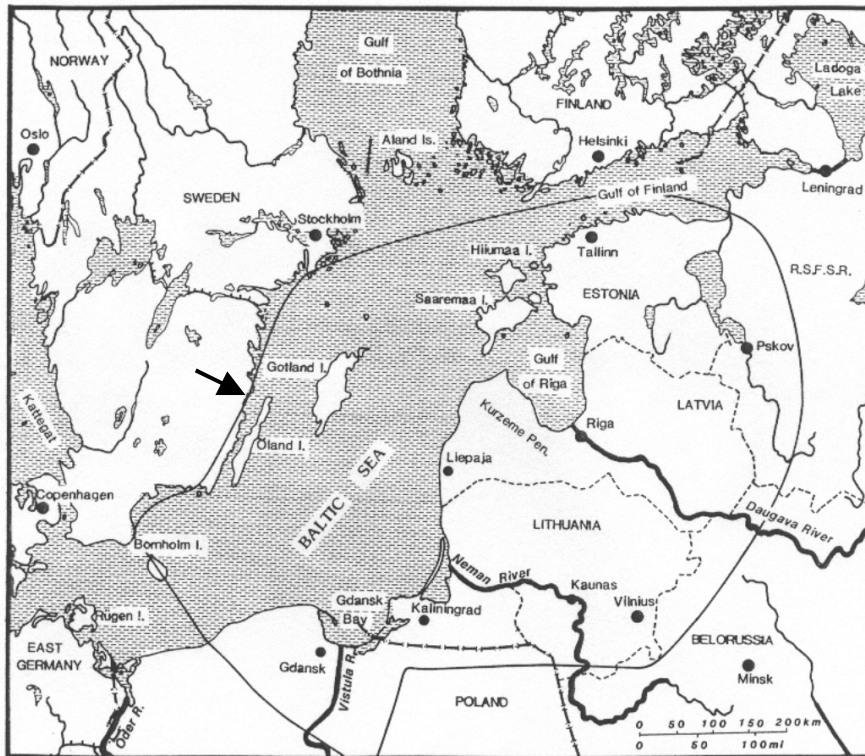 NORWAY
Gulf
of Bothnia
Ladoga
Lake
FINLAND
Oslo
Aland Is.
Helsinki
Leningrad
SWEDEN
Gulf of Finland
Stockholm
Tallinn
Hiiumaa I.
R.S.F.S.R.
ESTONIA
Saaremaa I.
Pskov
Gotland I.
Gulf
of Riga
LATVIA
Kattegat
Kurzeme Pen.
Riga
Öland I.
Liepaja
BALTIC SEA
Copenhagen
Daugava River
LITHUANIA
Bornholm I.
Neman River
Kaunas
Gdansk
Bay
Kaliningrad
Vilnius
Rügen I.
EAST
GERMANY
BELORUSSIA
Gdansk
Vistula R.
Minsk
POLAND
Oder R.
0 50 100 150 200km
0 50 100mi